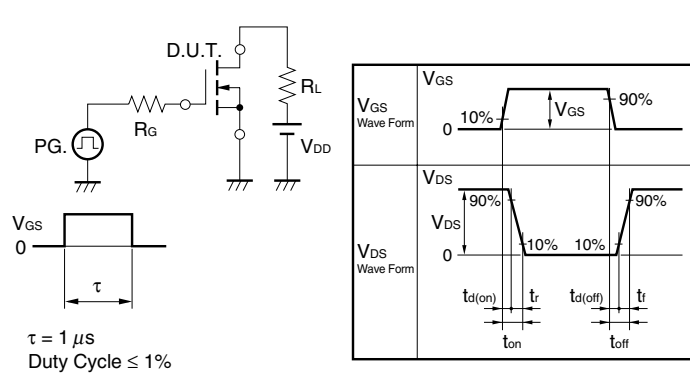 D.U.T.
RL
RG
PG.
VDD
VGS
0
τ
τ = 1 μs
Duty Cycle ≤ 1%
VGS
Wave Form
VGS
10%
0
VGS
90%
VDS
Wave Form
VDS
90%
VDS
0
10%
10%
90%
td(on)
tr
td(off)
tf
ton
toff